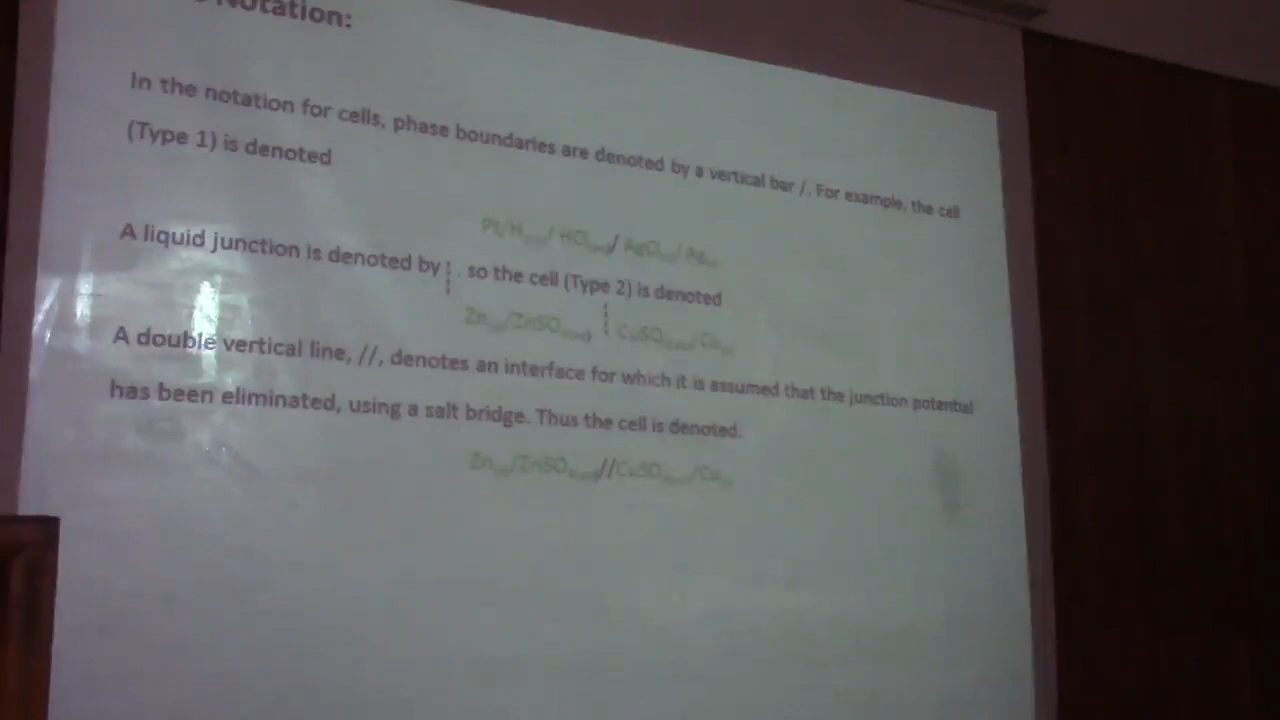 Notation:
In the notation for cells, phase boundaries are denoted by a vertical bar /. For example, the cell
(Type 1) is denoted
A liquid junction is denoted by ¦ . so the cell (Type 2) is denoted
A double vertical line, //, denotes an interface for which it is assumed that the junction potential
has been eliminated, using a salt bridge. Thus the cell is denoted.